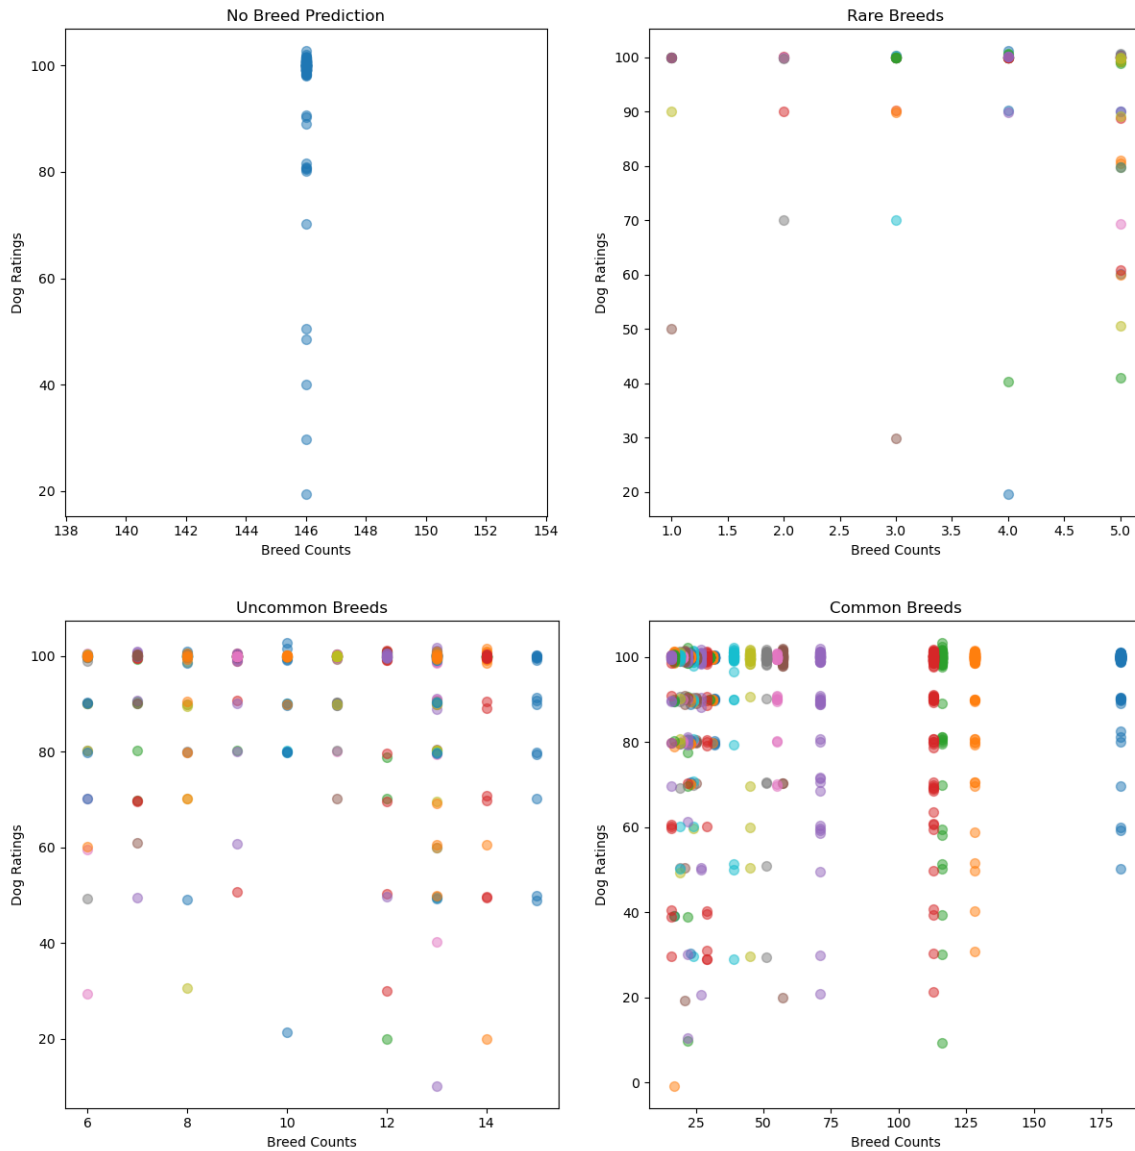 No Breed Prediction
Dog Ratings
100
80
60
40
20
138 140 142 144 146 148 150 152 154
Breed Counts
Rare Breeds
Dog Ratings
100
90
80
70
60
50
40
30
20
1.0 1.5 2.0 2.5 3.0 3.5 4.0 4.5 5.0
Breed Counts
Uncommon Breeds
Dog Ratings
100
80
60
40
20
6 8 10 12 14
Breed Counts
Common Breeds
Dog Ratings
100
80
60
40
20
0
25 50 75 100 125 150 175
Breed Counts